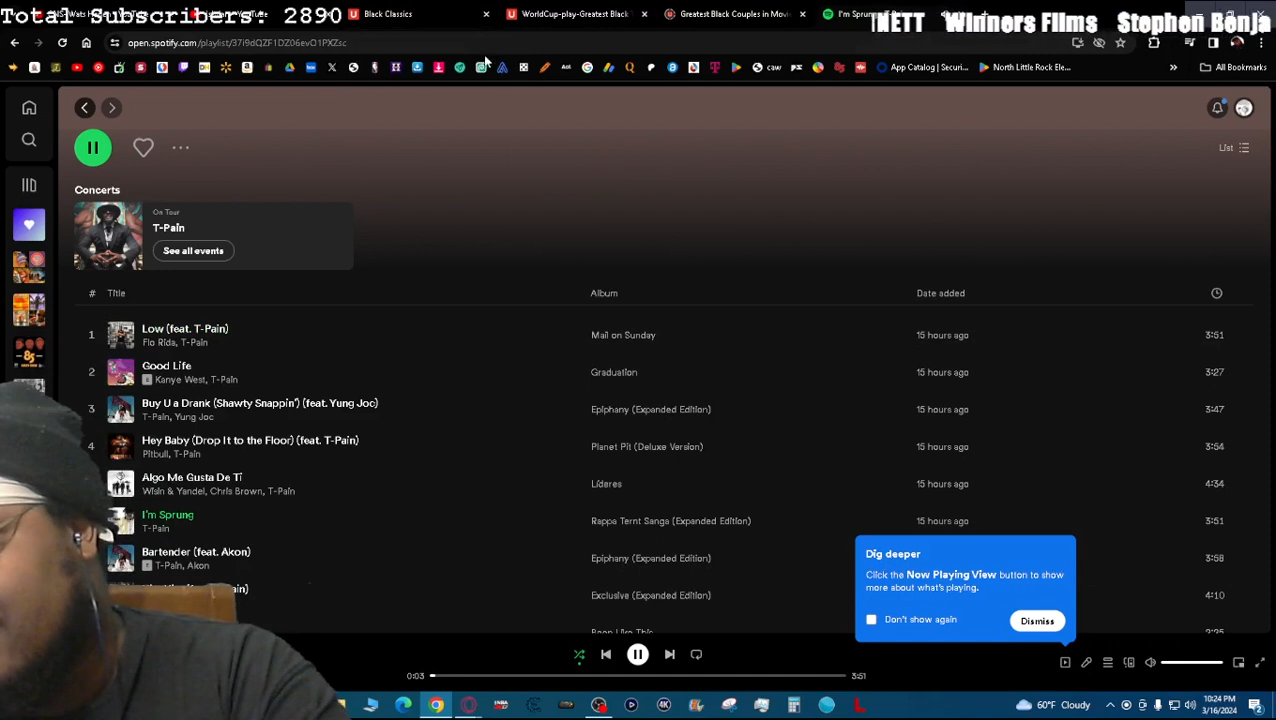 Total Subscribers: 2890
NETT Winners Films Stephen Bonja
YouTube
Black Classics
WorldCup-play-Greatest Black
Greatest Black Couples in Movie
I'm Sprung
open.spotify.com/playlist/37i9dQZF1DZ06evO1PXZsc
App Catalog | Securi...
North Little Rock Ele...
All Bookmarks
List
Concerts
On Tour
T-Pain
See all events
# Title Album Date added
1 Low (feat. T-Pain) Mail on Sunday 15 hours ago 3:51
Flo Rida, T-Pain
2 Good Life Graduation 15 hours ago 3:27
E Kanye West, T-Pain
3 Buy U a Drank (Shawty Snappin') (feat. Yung Joc) Epiphany (Expanded Edition) 15 hours ago 3:47
T-Pain, Yung Joc
4 Hey Baby (Drop It to the Floor) (feat. T-Pain) Planet Pit (Deluxe Version) 15 hours ago 3:54
Pitbull, T-Pain
Algo Me Gusta De Ti Líderes 15 hours ago 4:34
Wisin & Yandel, Chris Brown, T-Pain
I'm Sprung Rappa Ternt Sanga (Expanded Edition) 15 hours ago 3:51
T-Pain
Bartender (feat. Akon) Epiphany (Expanded Edition) 15 hours ago 3:58
E T-Pain, Akon
Exclusive (Expanded Edition) 4:10
Dig deeper
Click the Now Playing View button to show
more about what's playing.
Don't show again
Dismiss
0:03 3:51
60°F Cloudy
10:24 PM
3/16/2024